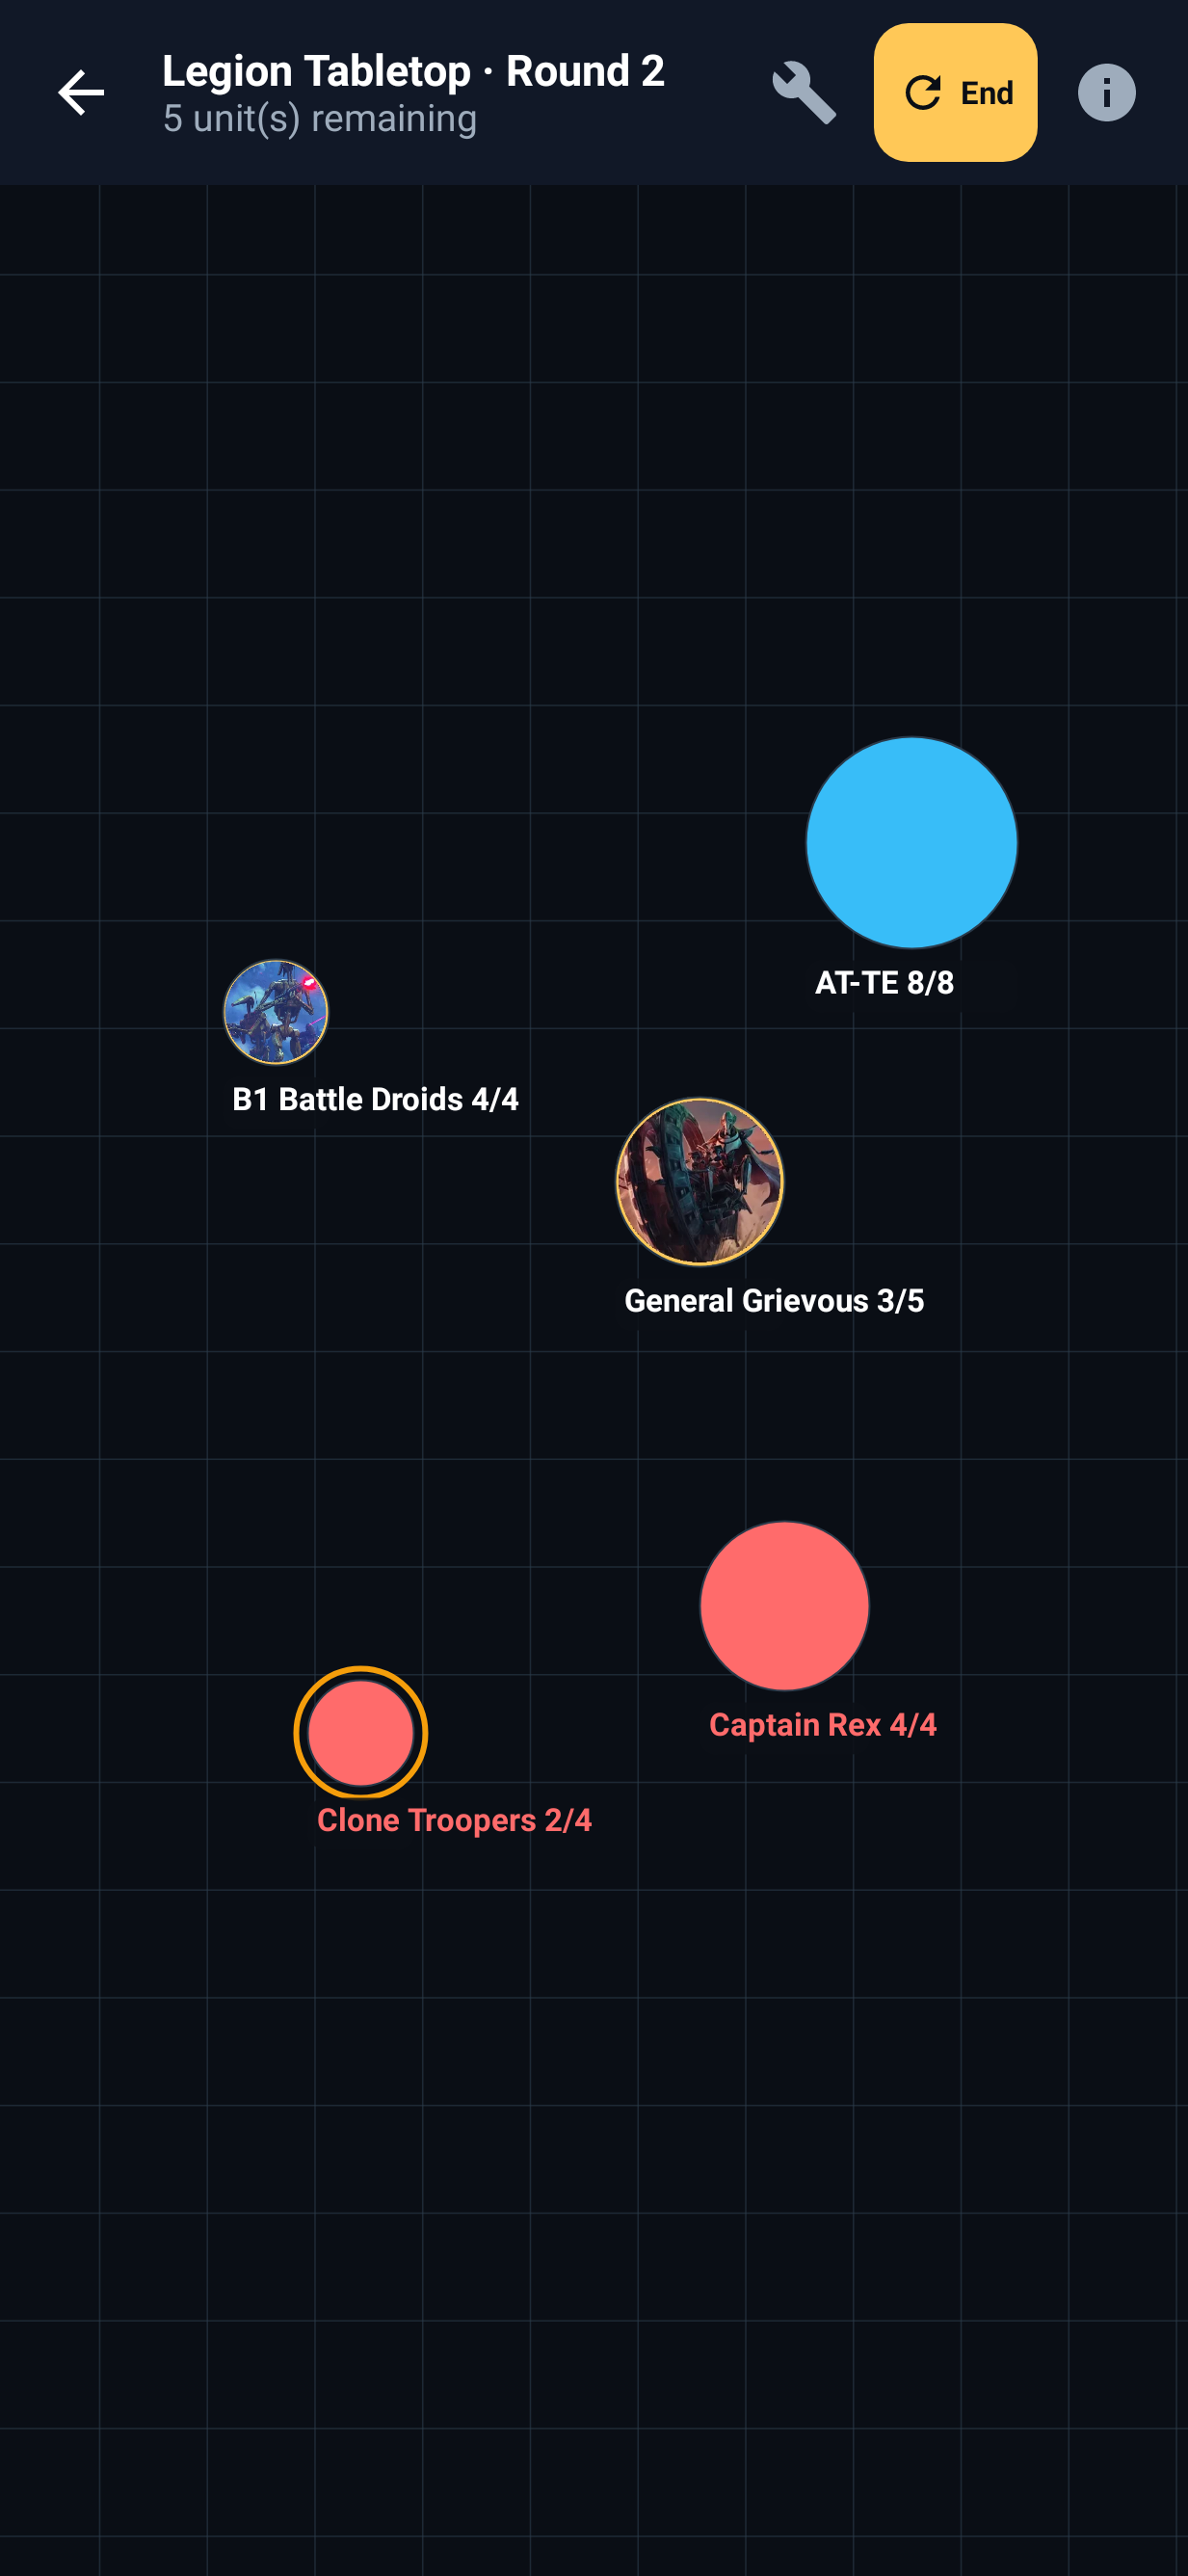 Legion Tabletop · Round 2
5 unit(s) remaining
End
AT-TE 8/8
B1 Battle Droids 4/4
General Grievous 3/5
Captain Rex 4/4
Clone Troopers 2/4